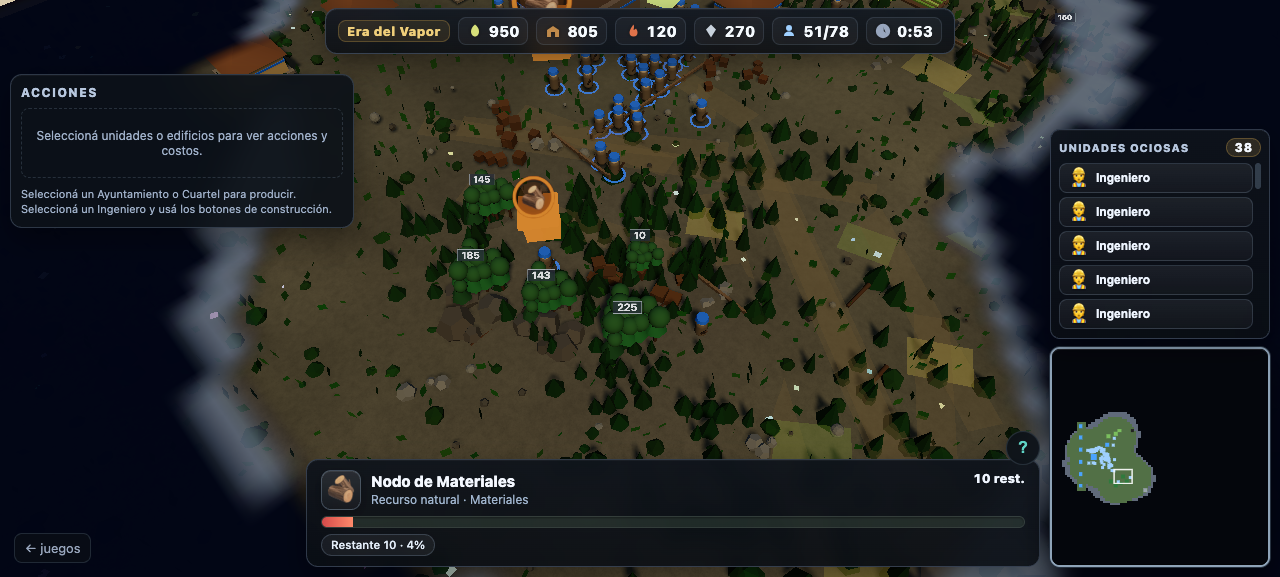 Era del Vapor
950
805
120
270
51/78
0:53
160
ACCIONES
Seleccioná unidades o edificios para ver acciones y
costos.
Seleccioná un Ayuntamiento o Cuartel para producir.
Seleccioná un Ingeniero y usá los botones de construcción.
UNIDADES OCIOSAS
38
Ingeniero
Ingeniero
Ingeniero
Ingeniero
Ingeniero
145
10
185
143
225
?
Nodo de Materiales
10 rest.
Recurso natural · Materiales
Restante 10 · 4%
← juegos